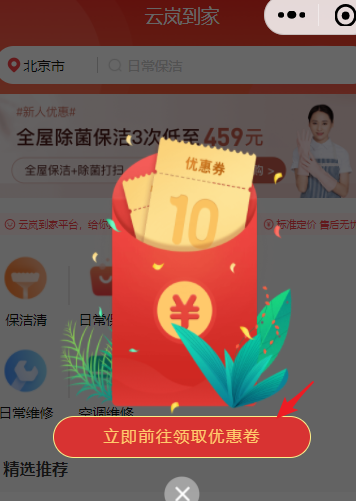 云岚到家
北京市
日常保洁
#新人优惠#
全屋除菌保洁3次低至459元
全屋保洁+除菌打扫
购 >
优惠券
10
¥
云岚到家平台，给你
标准定价 售后无忧
保洁清
日常保
日常维修
空调维修
立即前往领取优惠卷
精选推荐